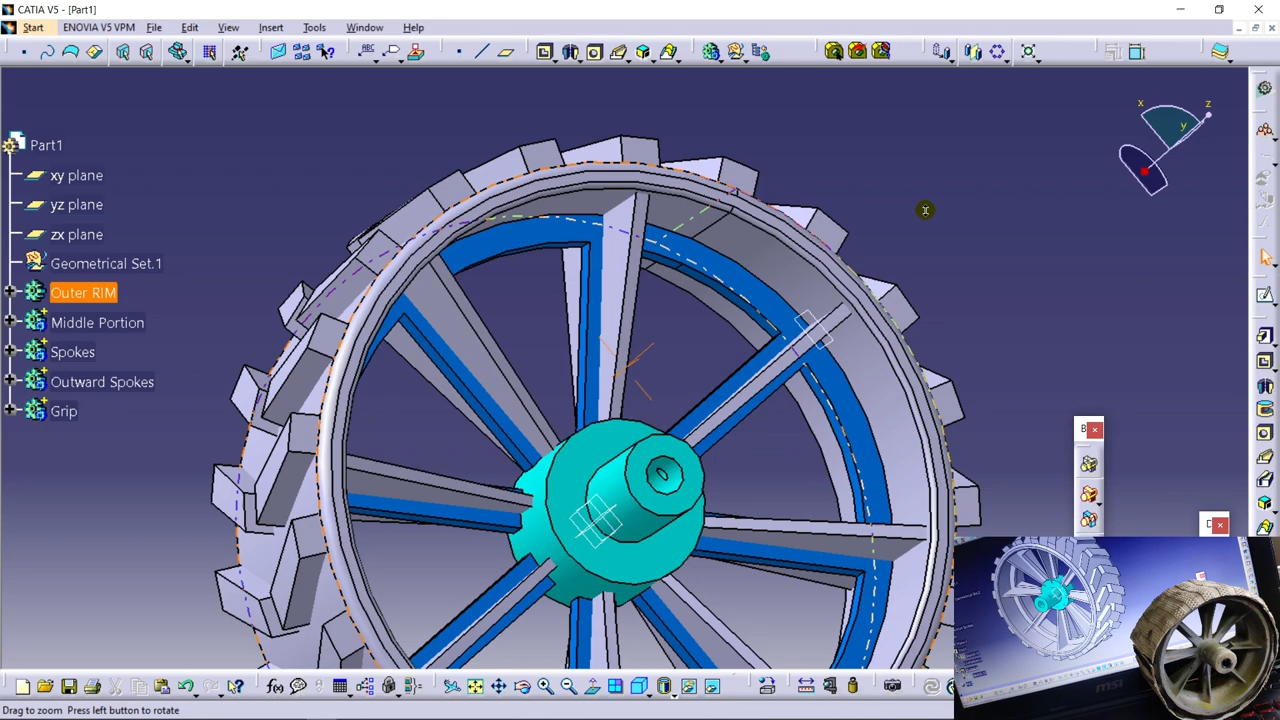 CATIA V5 - [Part1]
Start ENOVIA V5 VPM File Edit View Insert Tools Window Help
ABC
x z
y
Part1
xy plane
yz plane
zx plane
Geometrical Set.1
Outer RIM
Middle Portion
Spokes
Outward Spokes
Grip
B...
C
msi
f(x)
Drag to zoom Press left button to rotate